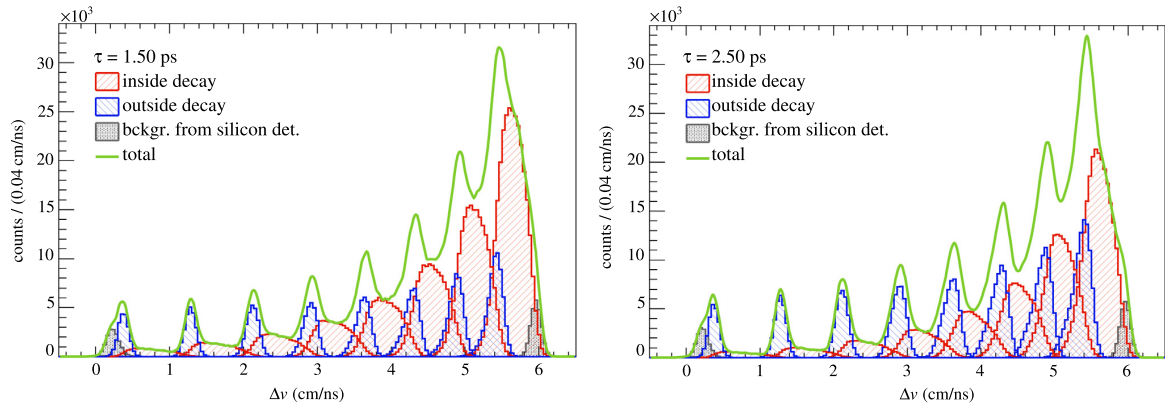 ×10³
τ = 1.50 ps
inside decay
outside decay
bckgr. from silicon det.
total
counts / (0.04 cm/ns)
30
25
20
15
10
5
0
0 1 2 3 4 5 6
Δv (cm/ns)
×10³
τ = 2.50 ps
inside decay
outside decay
bckgr. from silicon det.
total
counts / (0.04 cm/ns)
30
25
20
15
10
5
0
0 1 2 3 4 5 6
Δv (cm/ns)